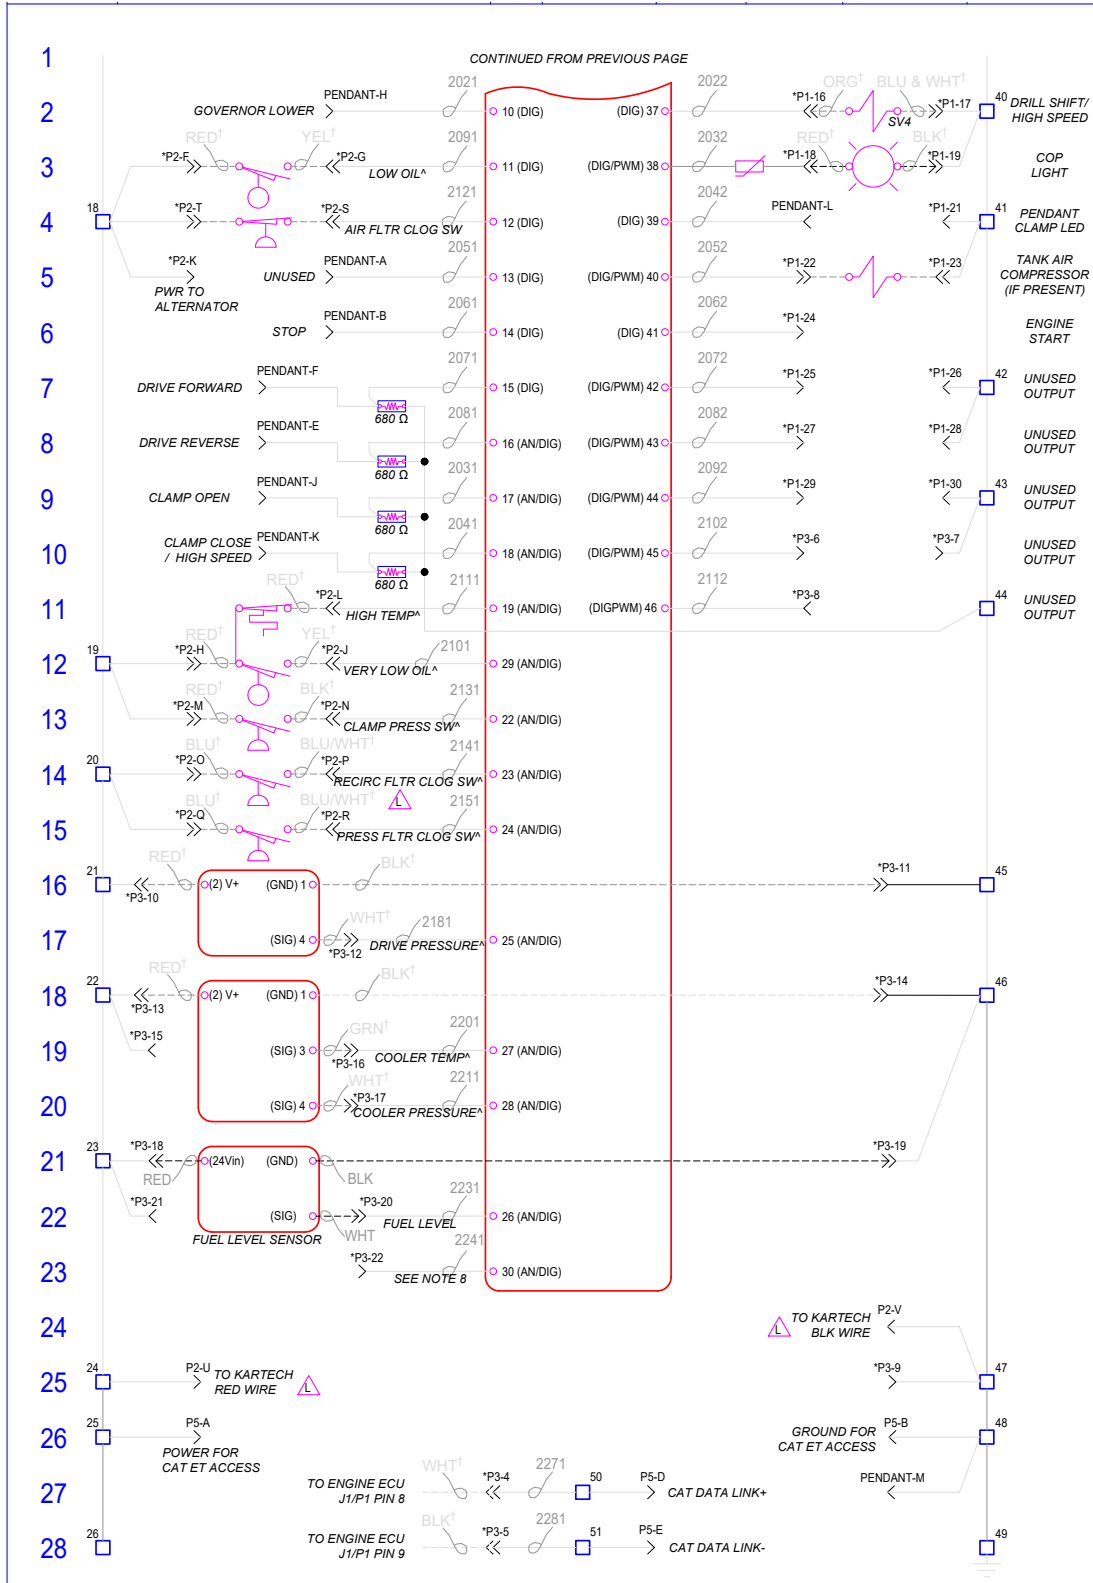 1
CONTINUED FROM PREVIOUS PAGE
2
GOVERNOR LOWER
PENDANT-H
2021
10 (DIG)
(DIG) 37
2022
*P1-16
ORG†
SV4
BLU & WHT†
*P1-17
40
DRILL SHIFT/
HIGH SPEED
3
*P2-F
RED†
YEL†
*P2-G
LOW OIL^
2091
11 (DIG)
(DIG/PWM) 38
2032
*P1-18
RED†
BLK†
*P1-19
COP
LIGHT
4
18
*P2-T
*P2-S
AIR FLTR CLOG SW
2121
12 (DIG)
(DIG) 39
2042
PENDANT-L
*P1-21
41
PENDANT
CLAMP LED
5
*P2-K
PWR TO
ALTERNATOR
UNUSED
PENDANT-A
2051
13 (DIG)
(DIG/PWM) 40
2052
*P1-22
*P1-23
TANK AIR
COMPRESSOR
(IF PRESENT)
6
STOP
PENDANT-B
2061
14 (DIG)
(DIG) 41
2062
*P1-24
ENGINE
START
7
DRIVE FORWARD
PENDANT-F
680 Ω
2071
15 (DIG)
(DIG/PWM) 42
2072
*P1-25
*P1-26
42
UNUSED
OUTPUT
8
DRIVE REVERSE
PENDANT-E
680 Ω
2081
16 (AN/DIG)
(DIG/PWM) 43
2082
*P1-27
*P1-28
UNUSED
OUTPUT
9
CLAMP OPEN
PENDANT-J
680 Ω
2031
17 (AN/DIG)
(DIG/PWM) 44
2092
*P1-29
*P1-30
43
UNUSED
OUTPUT
10
CLAMP CLOSE
/ HIGH SPEED
PENDANT-K
680 Ω
2041
18 (AN/DIG)
(DIG/PWM) 45
2102
*P3-6
*P3-7
UNUSED
OUTPUT
11
RED†
*P2-L
HIGH TEMP^
2111
19 (AN/DIG)
(DIGPWM) 46
2112
*P3-8
44
UNUSED
OUTPUT
12
19
*P2-H
RED†
YEL†
*P2-J
VERY LOW OIL^
2101
29 (AN/DIG)
13
*P2-M
RED†
BLK†
*P2-N
CLAMP PRESS SW^
2131
22 (AN/DIG)
14
20
*P2-O
BLU†
BLU/WHT†
*P2-P
RECIRC FLTR CLOG SW^
2141
23 (AN/DIG)
15
*P2-Q
BLU†
BLU/WHT†
L
*P2-R
PRESS FLTR CLOG SW^
2151
24 (AN/DIG)
16
21
*P3-10
RED†
(2) V+
(GND) 1
BLK†
*P3-11
45
17
(SIG) 4
WHT†
*P3-12
DRIVE PRESSURE^
2181
25 (AN/DIG)
18
22
*P3-13
RED†
(2) V+
(GND) 1
BLK†
*P3-14
46
19
*P3-15
(SIG) 3
GRN†
*P3-16
COOLER TEMP^
2201
27 (AN/DIG)
20
(SIG) 4
WHT†
*P3-17
COOLER PRESSURE^
2211
28 (AN/DIG)
21
23
*P3-18
RED
(24Vin)
(GND)
BLK
*P3-19
22
*P3-21
(SIG)
WHT
*P3-20
FUEL LEVEL
2231
26 (AN/DIG)
FUEL LEVEL SENSOR
23
*P3-22
SEE NOTE 8
2241
30 (AN/DIG)
24
L
TO KARTECH
BLK WIRE
P2-V
25
24
P2-U
TO KARTECH
RED WIRE
L
*P3-9
47
26
25
P5-A
POWER FOR
CAT ET ACCESS
GROUND FOR
CAT ET ACCESS
P5-B
48
27
TO ENGINE ECU
J1/P1 PIN 8
WHT†
*P3-4
2271
50
P5-D
CAT DATA LINK+
PENDANT-M
28
26
TO ENGINE ECU
J1/P1 PIN 9
BLK†
*P3-5
2281
51
P5-E
CAT DATA LINK-
49